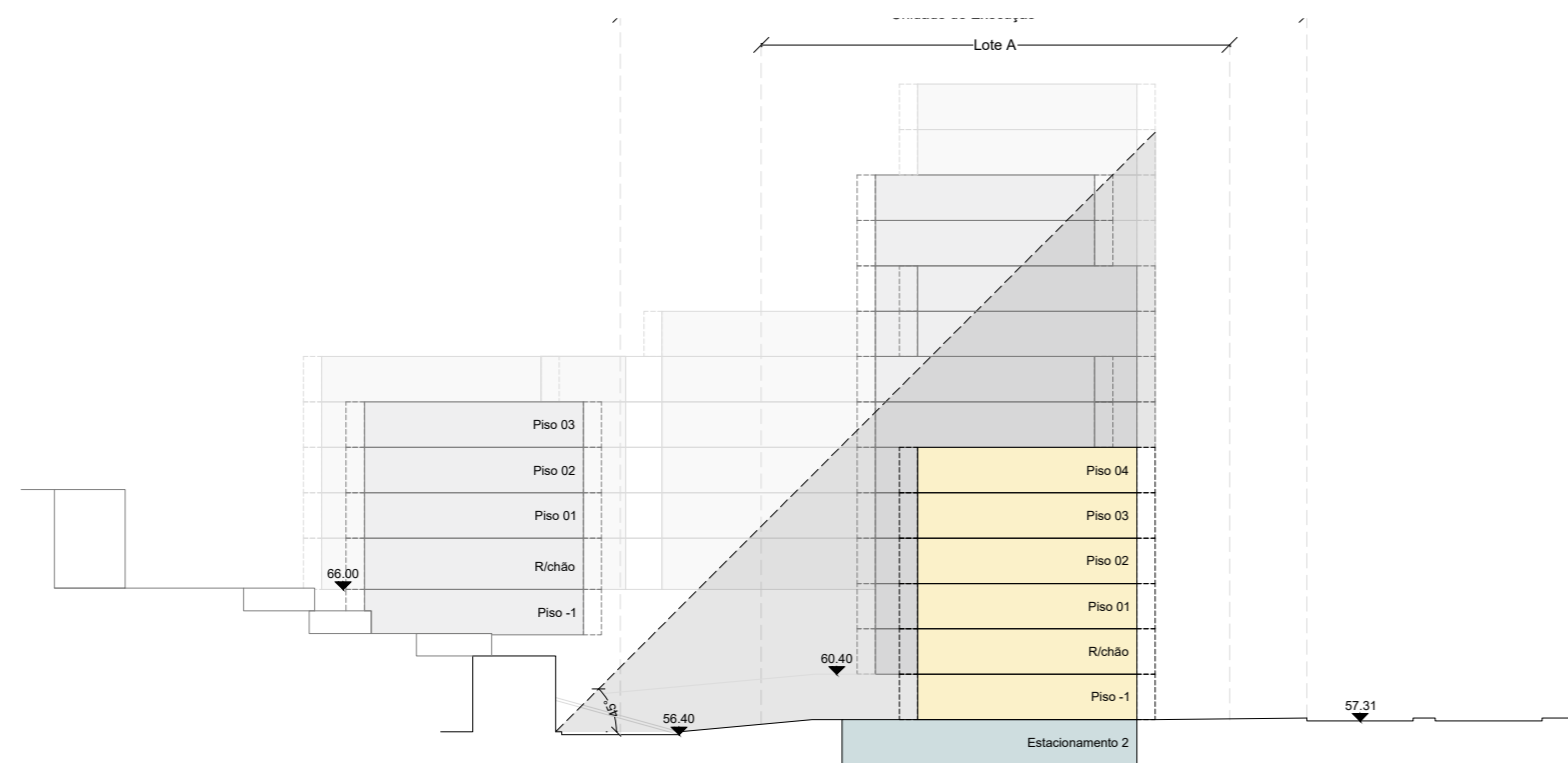 Lote A
Piso 03
Piso 02
Piso 01
R/chão
Piso -1
66.00
Piso 04
Piso 03
Piso 02
Piso 01
R/chão
Piso -1
Estacionamento 2
60.40
45°
56.40
57.31